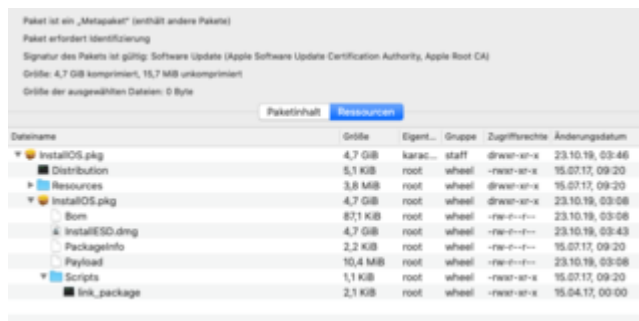 Paket ist ein „Metapaket“ (enthält andere Pakete)
Paket erfordert Identifizierung
Signatur des Pakets ist gültig: Software Update (Apple Software Update Certification Authority, Apple Root CA)
Größe: 4,7 GiB komprimiert, 15,7 MiB unkomprimiert
Größe der ausgewählten Dateien: 0 Byte
Paketinhalt Ressourcen
Dateiname Größe Eigent... Gruppe Zugriffsrechte Änderungsdatum
InstallOS.pkg 4,7 GiB karac... staff drwxr-xr-x 23.10.19, 03:46
Distribution 5,1 KiB root wheel -rwxr-xr-x 15.07.17, 09:20
Resources 3,8 MiB root wheel drwxr-xr-x 15.07.17, 09:20
InstallOS.pkg 4,7 GiB root wheel drwxr-xr-x 23.10.19, 03:08
Bom 87,1 KiB root wheel -rw-r--r-- 23.10.19, 03:08
InstallESD.dmg 4,7 GiB root wheel -rw-r--r-- 23.10.19, 03:43
PackageInfo 2,2 KiB root wheel -rw-r--r-- 15.07.17, 09:20
Payload 10,4 MiB root wheel -rw-r--r-- 23.10.19, 03:08
Scripts 1,1 KiB root wheel -rwxr-xr-x 15.07.17, 09:20
link_package 2,1 KiB root wheel -rwxr-xr-x 15.04.17, 00:00